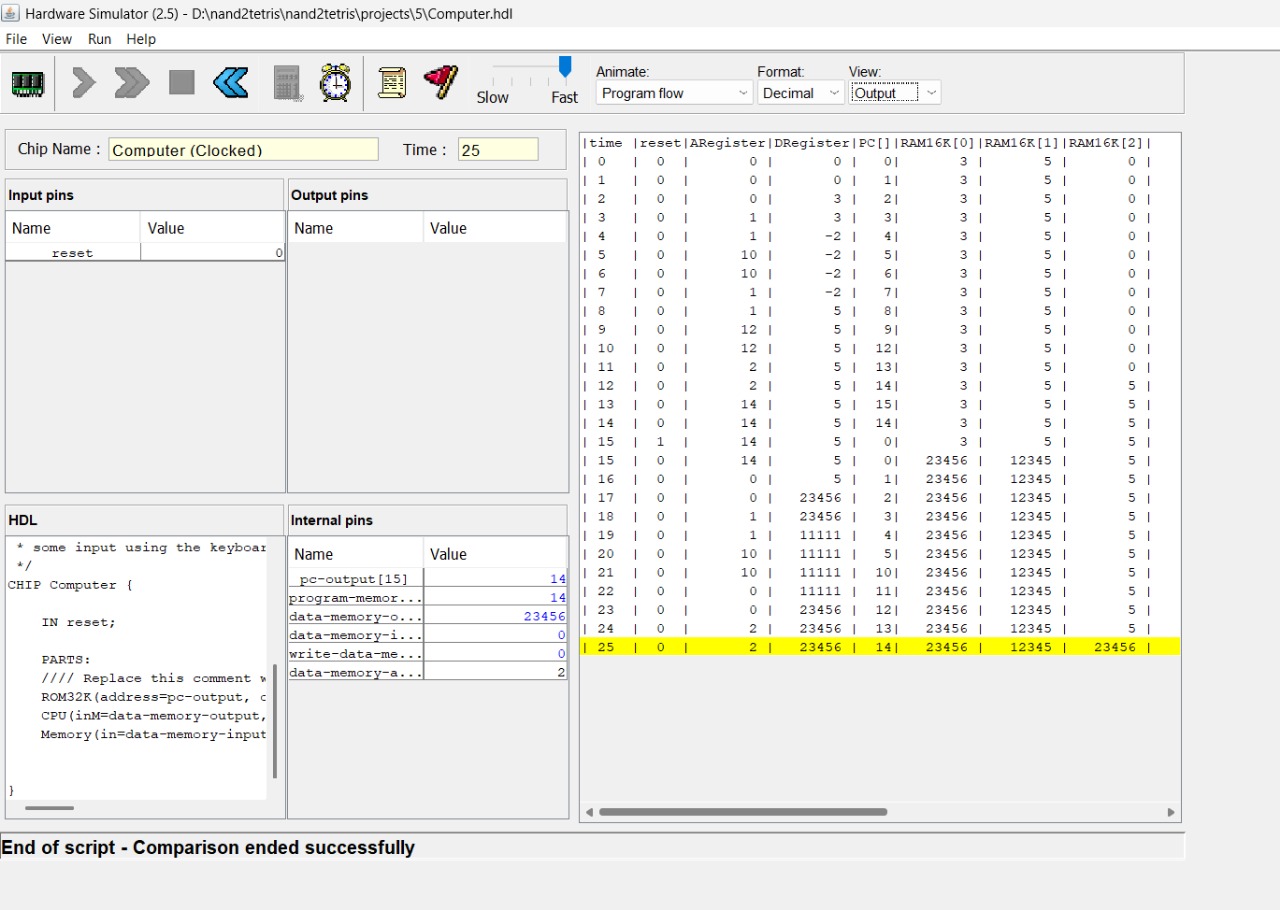 Hardware Simulator (2.5) - D:\nand2tetris\nand2tetris\projects\5\Computer.hdl
File View Run Help
Slow Fast
Animate: Format: View:
Program flow Decimal Output
Chip Name : Computer (Clocked) Time : 25
Input pins
Name Value
reset 0
Output pins
Name Value
HDL
* some input using the keyboar
*/
CHIP Computer {
IN reset;
PARTS:
//// Replace this comment w
ROM32K(address=pc-output, c
CPU(inM=data-memory-output,
Memory(in=data-memory-input
}
Internal pins
Name Value
pc-output[15] 14
program-memor... 14
data-memory-o... 23456
data-memory-i... 0
write-data-me... 0
data-memory-a... 2
|time |reset|ARegister|DRegister|PC[]|RAM16K[0]|RAM16K[1]|RAM16K[2]|
| 0 | 0 | 0 | 0 | 0| 3 | 5 | 0 |
| 1 | 0 | 0 | 0 | 1| 3 | 5 | 0 |
| 2 | 0 | 0 | 3 | 2| 3 | 5 | 0 |
| 3 | 0 | 1 | 3 | 3| 3 | 5 | 0 |
| 4 | 0 | 1 | -2 | 4| 3 | 5 | 0 |
| 5 | 0 | 10 | -2 | 5| 3 | 5 | 0 |
| 6 | 0 | 10 | -2 | 6| 3 | 5 | 0 |
| 7 | 0 | 1 | -2 | 7| 3 | 5 | 0 |
| 8 | 0 | 1 | 5 | 8| 3 | 5 | 0 |
| 9 | 0 | 12 | 5 | 9| 3 | 5 | 0 |
| 10 | 0 | 12 | 5 | 12| 3 | 5 | 0 |
| 11 | 0 | 2 | 5 | 13| 3 | 5 | 0 |
| 12 | 0 | 2 | 5 | 14| 3 | 5 | 5 |
| 13 | 0 | 14 | 5 | 15| 3 | 5 | 5 |
| 14 | 0 | 14 | 5 | 14| 3 | 5 | 5 |
| 15 | 1 | 14 | 5 | 0| 3 | 5 | 5 |
| 15 | 0 | 14 | 5 | 0| 23456 | 12345 | 5 |
| 16 | 0 | 0 | 5 | 1| 23456 | 12345 | 5 |
| 17 | 0 | 0 | 23456 | 2| 23456 | 12345 | 5 |
| 18 | 0 | 1 | 23456 | 3| 23456 | 12345 | 5 |
| 19 | 0 | 1 | 11111 | 4| 23456 | 12345 | 5 |
| 20 | 0 | 10 | 11111 | 5| 23456 | 12345 | 5 |
| 21 | 0 | 10 | 11111 | 10| 23456 | 12345 | 5 |
| 22 | 0 | 0 | 11111 | 11| 23456 | 12345 | 5 |
| 23 | 0 | 0 | 23456 | 12| 23456 | 12345 | 5 |
| 24 | 0 | 2 | 23456 | 13| 23456 | 12345 | 5 |
| 25 | 0 | 2 | 23456 | 14| 23456 | 12345 | 23456 |
End of script - Comparison ended successfully